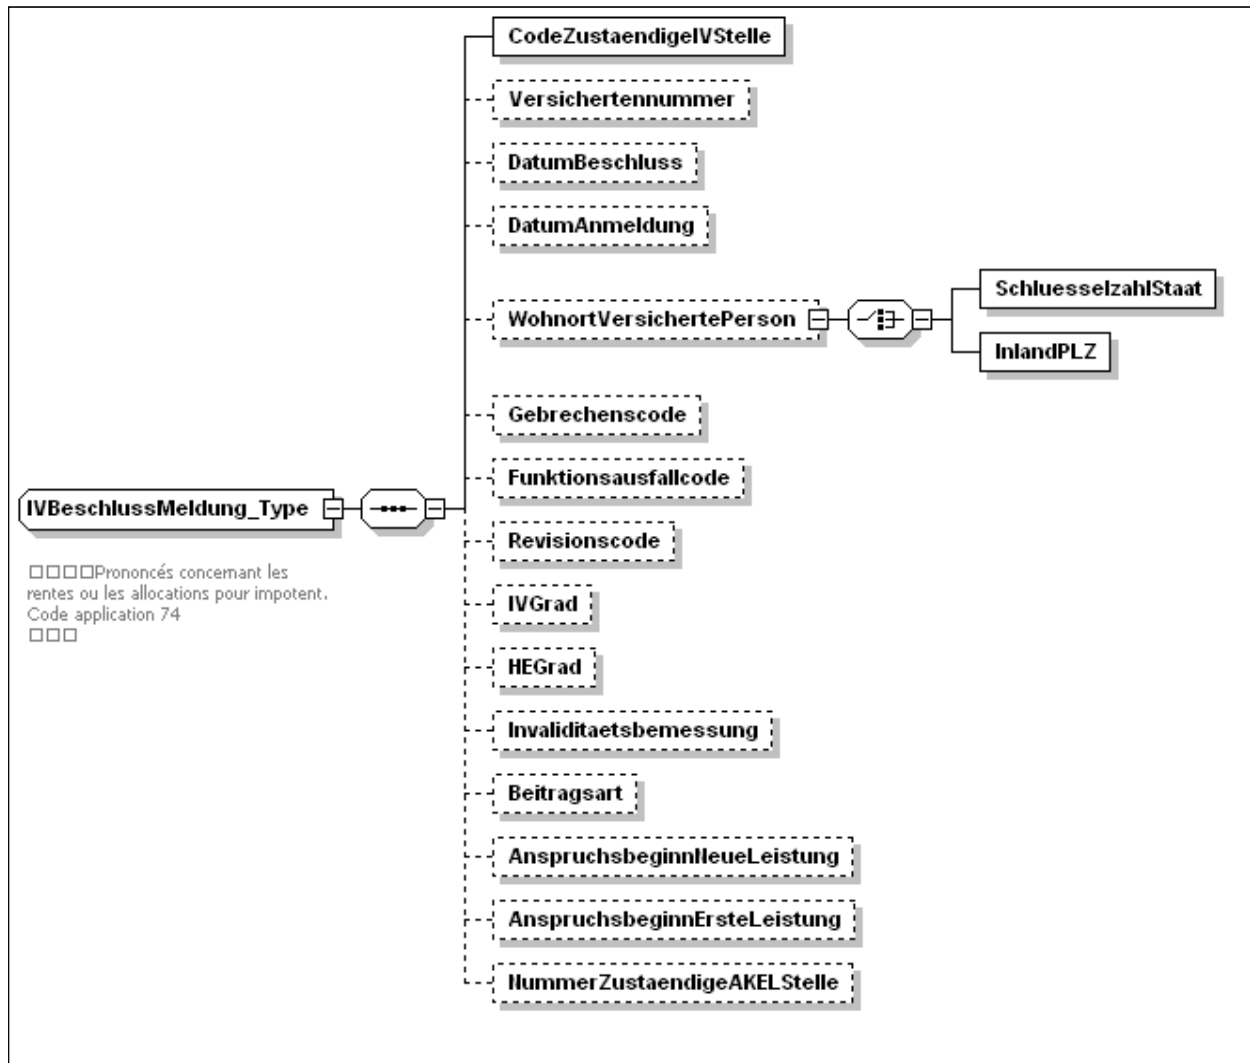 CodeZustaendigeIVStelle
Versichertennummer
DatumBeschluss
DatumAnmeldung
WohnortVersichertePerson
SchluesselzahlStaat
InlandPLZ
Gebrechenscode
Funktionsausfallcode
IVBeschlussMeldung_Type
Revisionscode
□□□□Prononcés concernant les
rentes ou les allocations pour impotent.
Code application 74
□□□
IVGrad
HEGrad
Invaliditaetsbemessung
Beitragsart
AnspruchsbeginnNeueLeistung
AnspruchsbeginnErsteLeistung
NummerZustaendigeAKELStelle